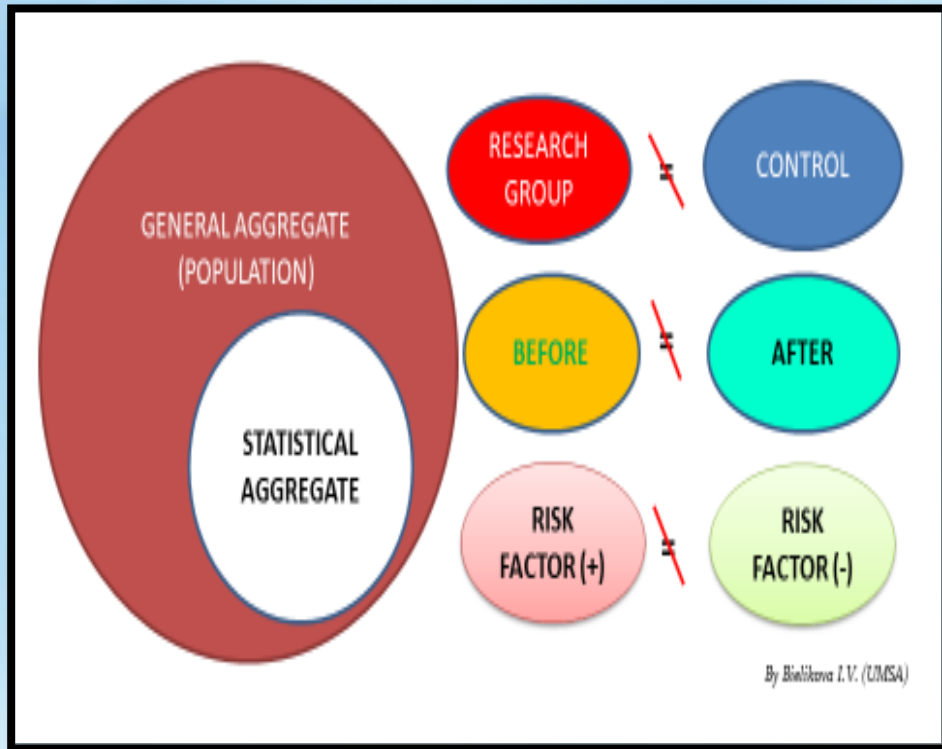 GENERAL AGGREGATE
(POPULATION)
STATISTICAL
AGGREGATE
RESEARCH
GROUP
=
CONTROL
BEFORE
=
AFTER
RISK
FACTOR (+)
=
RISK
FACTOR (-)
By Bielikova I.V. (UMSA)